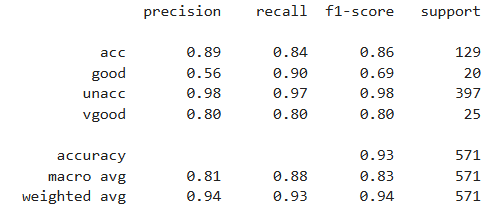 precision recall f1-score support
acc 0.89 0.84 0.86 129
good 0.56 0.90 0.69 20
unacc 0.98 0.97 0.98 397
vgood 0.80 0.80 0.80 25
accuracy 0.93 571
macro avg 0.81 0.88 0.83 571
weighted avg 0.94 0.93 0.94 571